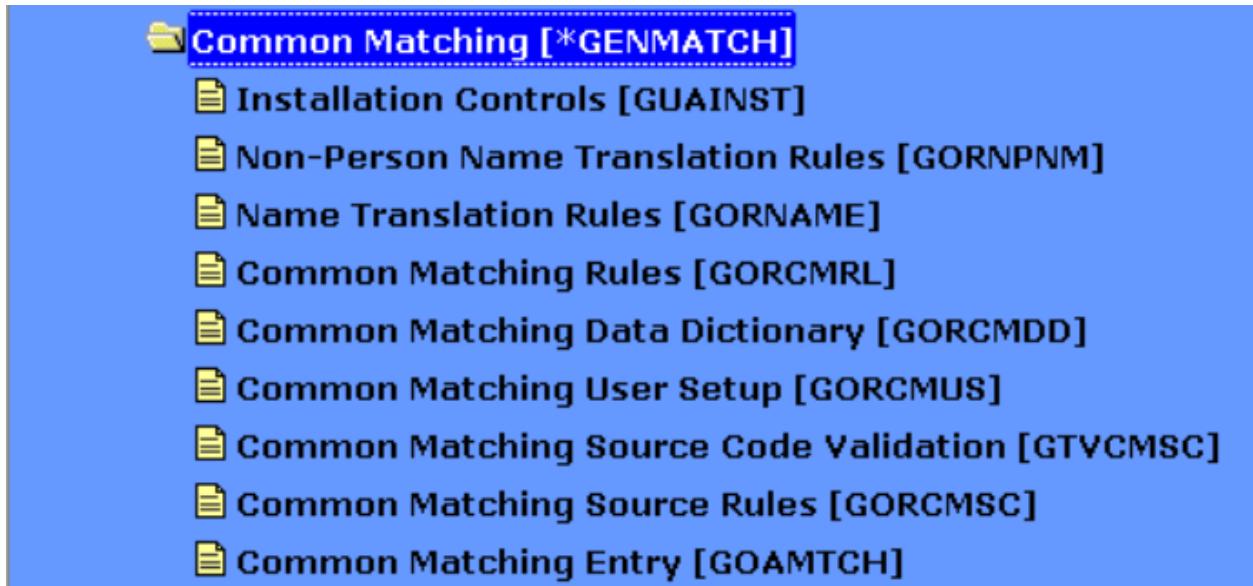 Common Matching [*GENMATCH]
Installation Controls [GUAINST]
Non-Person Name Translation Rules [GORNPNM]
Name Translation Rules [GORNAME]
Common Matching Rules [GORCMRL]
Common Matching Data Dictionary [GORCMDD]
Common Matching User Setup [GORCMUS]
Common Matching Source Code Validation [GTVCMSC]
Common Matching Source Rules [GORCMSC]
Common Matching Entry [GOAMTCH]